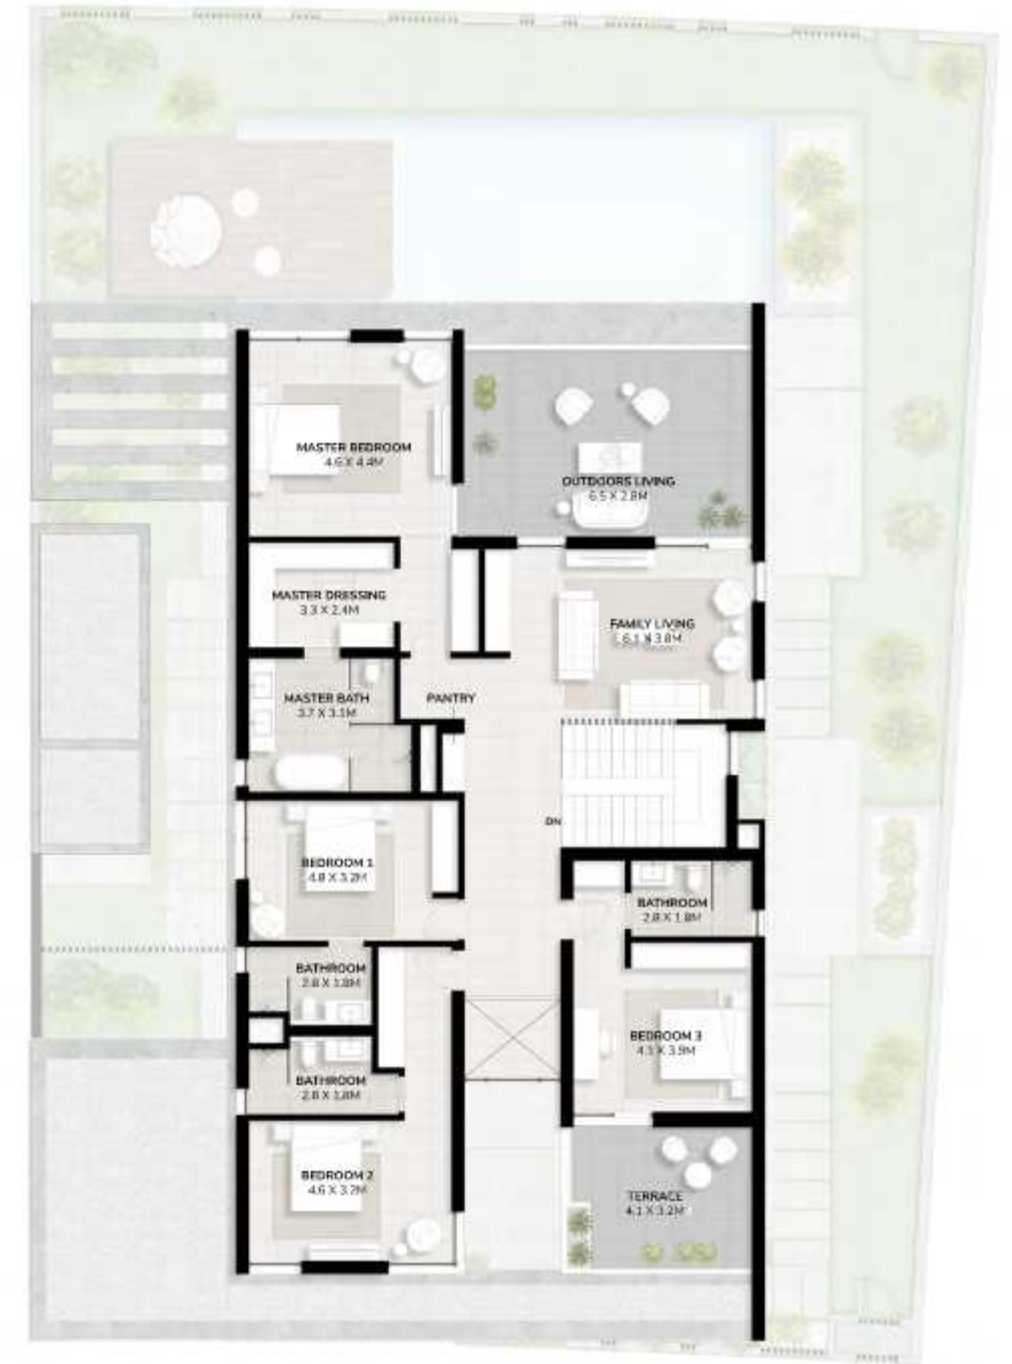 MASTER BEDROOM
4.6 X 4.4M
OUTDOORS LIVING
6.5 X 2.8M
MASTER DRESSING
3.3 X 2.4M
FAMILY LIVING
6.1 X 3.8M
MASTER BATH
3.7 X 3.1M
PANTRY
DN
BEDROOM 1
4.8 X 3.2M
BATHROOM
2.8 X 1.8M
BATHROOM
2.8 X 1.8M
BEDROOM 3
4.1 X 3.9M
BATHROOM
2.8 X 1.8M
BEDROOM 2
4.6 X 3.2M
TERRACE
4.1 X 3.2M